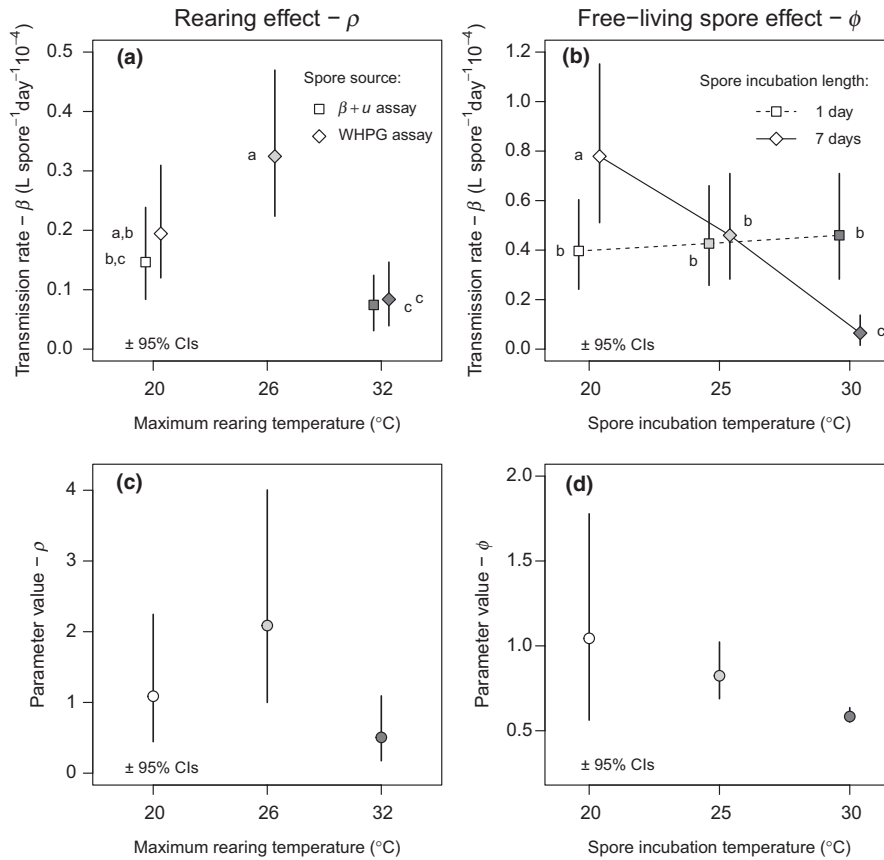 Rearing effect − ρ
(a)
Spore source:
β + u assay
WHPG assay
Transmission rate − β (L spore⁻¹day⁻¹10⁻⁴)
0.5
0.4
0.3
0.2
0.1
0.0
a
a,b
b,c
c
c
± 95% CIs
20 26 32
Maximum rearing temperature (°C)
Free−living spore effect − ϕ
(b)
Spore incubation length:
1 day
7 days
Transmission rate − β (L spore⁻¹day⁻¹10⁻⁴)
1.2
1.0
0.8
0.6
0.4
0.2
0.0
a
b
b
b
b
c
± 95% CIs
20 25 30
Spore incubation temperature (°C)
(c)
Parameter value − ρ
4
3
2
1
0
± 95% CIs
20 26 32
Maximum rearing temperature (°C)
(d)
Parameter value − ϕ
2.0
1.5
1.0
0.5
± 95% CIs
20 25 30
Spore incubation temperature (°C)